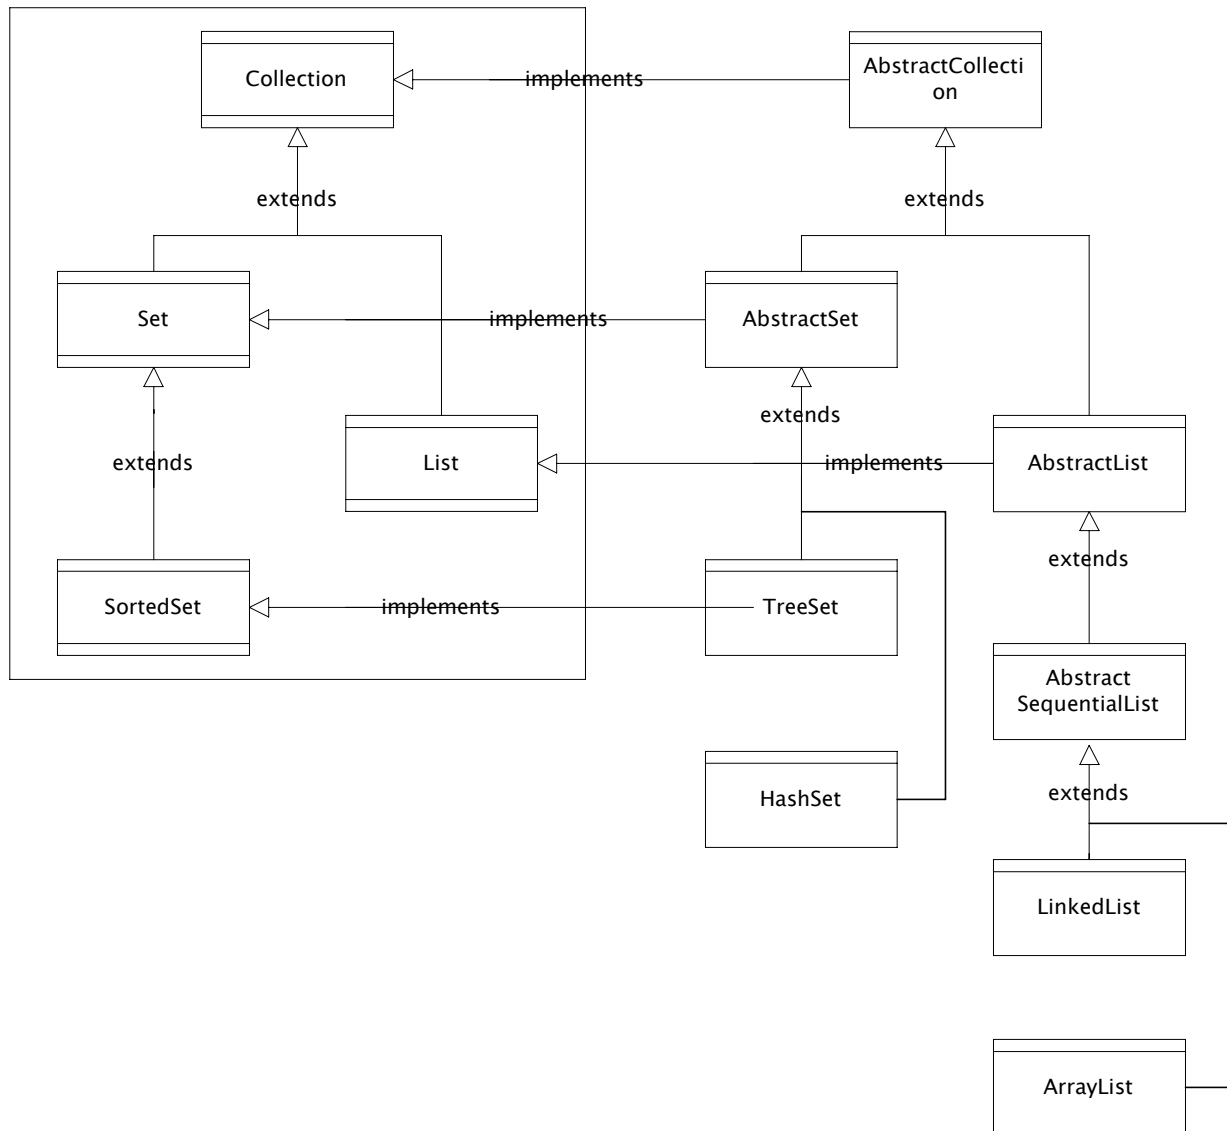 Collection
implements
AbstractCollecti
on
extends
extends
Set
implements
AbstractSet
extends
extends
List
implements
AbstractList
SortedSet
implements
TreeSet
extends
Abstract
SequentialList
HashSet
extends
LinkedList
ArrayList